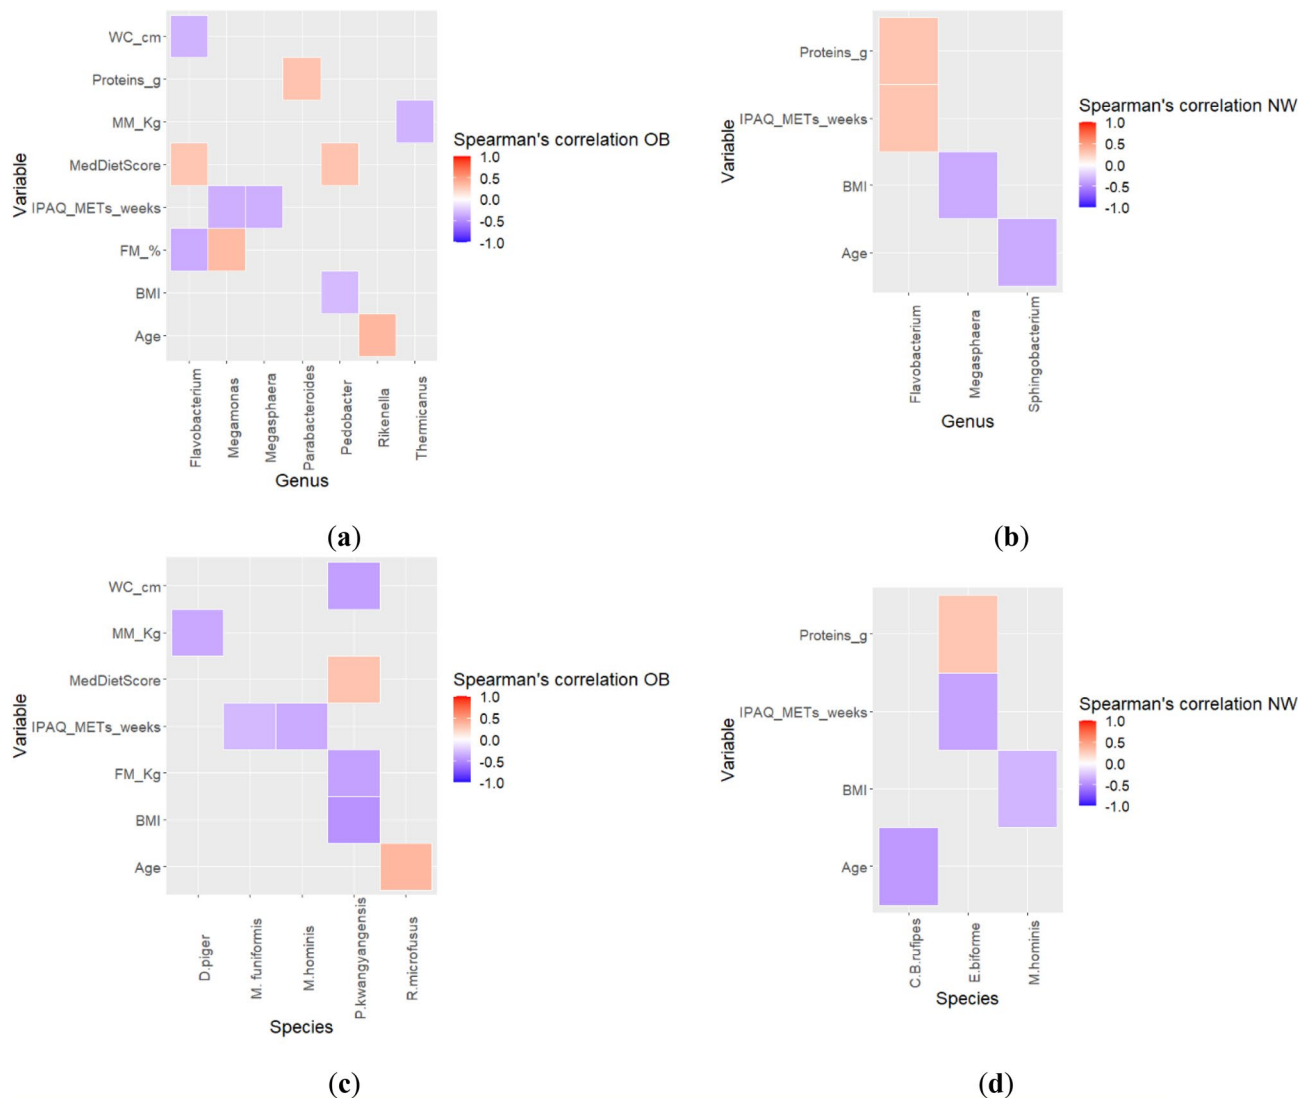 WC_cm
Proteins_g
MM_Kg
MedDietScore
IPAQ_METs_weeks
FM_%
BMI
Age
Variable
Flavobacterium
Megamonas
Megasphaera
Parabacteroides
Pedobacter
Rikenella
Thermicanus
Genus
Spearman's correlation OB
1.0
0.5
0.0
-0.5
-1.0
(a)
Proteins_g
IPAQ_METs_weeks
BMI
Age
Variable
Flavobacterium
Megasphaera
Sphingobacterium
Genus
Spearman's correlation NW
1.0
0.5
0.0
-0.5
-1.0
(b)
WC_cm
MM_Kg
MedDietScore
IPAQ_METs_weeks
FM_Kg
BMI
Age
Variable
D.piger
M. funiformis
M.hominis
P.kwangyangensis
R.microfusus
Species
Spearman's correlation OB
1.0
0.5
0.0
-0.5
-1.0
(c)
Proteins_g
IPAQ_METs_weeks
BMI
Age
Variable
C.B.rufipes
E.biforme
M.hominis
Species
Spearman's correlation NW
1.0
0.5
0.0
-0.5
-1.0
(d)